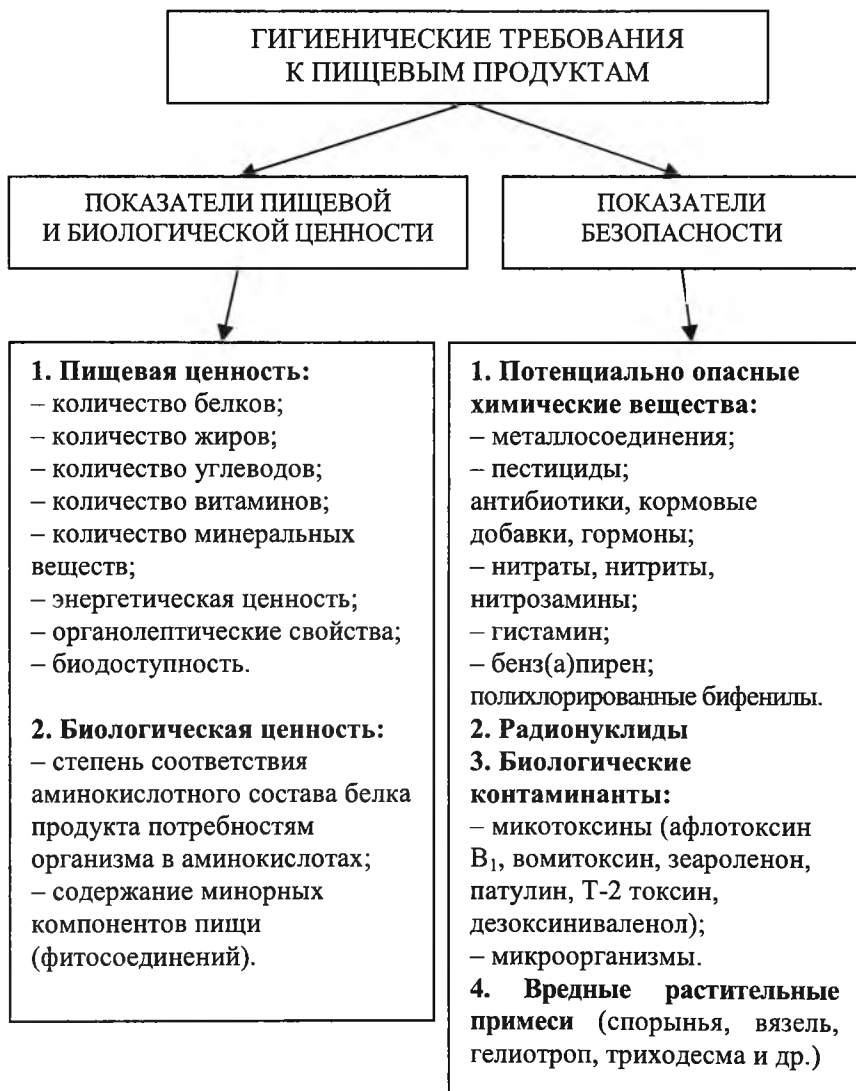 ГИГИЕНИЧЕСКИЕ ТРЕБОВАНИЯ
К ПИЩЕВЫМ ПРОДУКТАМ
ПОКАЗАТЕЛИ ПИЩЕВОЙ
И БИОЛОГИЧЕСКОЙ ЦЕННОСТИ
ПОКАЗАТЕЛИ
БЕЗОПАСНОСТИ
1. Пищевая ценность:
– количество белков;
– количество жиров;
– количество углеводов;
– количество витаминов;
– количество минеральных
веществ;
– энергетическая ценность;
– органолептические свойства;
– биодоступность.
2. Биологическая ценность:
– степень соответствия
аминокислотного состава белка
продукта потребностям
организма в аминокислотах;
– содержание минорных
компонентов пищи
(фитосоединений).
1. Потенциально опасные
химические вещества:
– металлосоединения;
– пестициды;
антибиотики, кормовые
добавки, гормоны;
– нитраты, нитриты,
нитрозамины;
– гистамин;
– бенз(а)пирен;
полихлорированные бифенилы.
2. Радионуклиды
3. Биологические
контаминанты:
– микотоксины (афлотоксин
В₁, вомитоксин, зеароленон,
патулин, Т-2 токсин,
дезоксиниваленол);
– микроорганизмы.
4. Вредные растительные
примеси (спорынья, вязель,
гелиотроп, триходесма и др.)